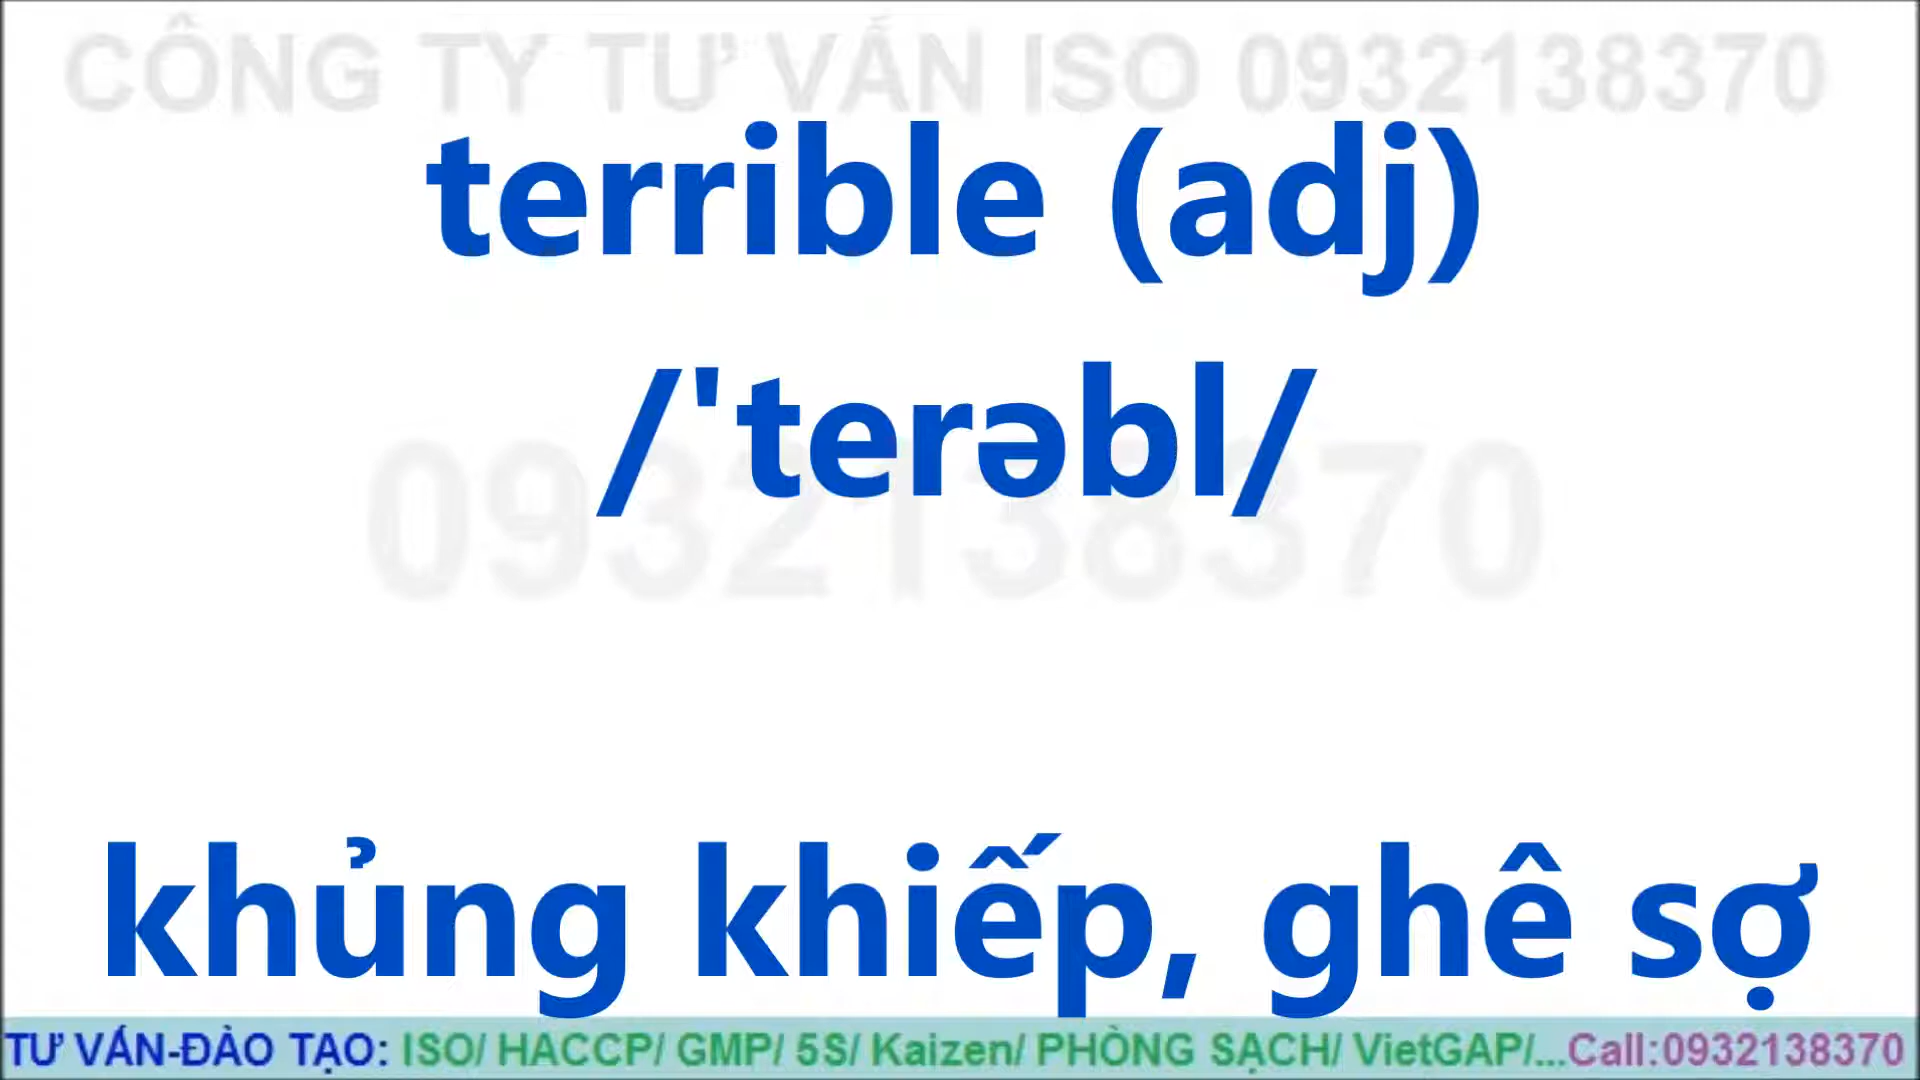 CÔNG TY TƯ VẤN ISO 0932138370
terrible (adj)
/ˈterəbl/
0932138370
khủng khiếp, ghê sợ
TƯ VẤN-ĐÀO TẠO: ISO/ HACCP/ GMP/ 5S/ Kaizen/ PHÒNG SẠCH/ VietGAP/...Call:0932138370